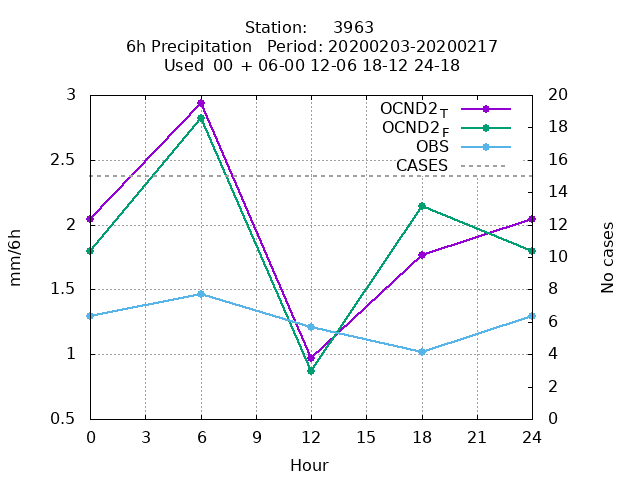 Station: 3963
6h Precipitation Period: 20200203-20200217
Used 00 + 06-00 12-06 18-12 24-18
3
2.5
2
1.5
1
0.5
mm/6h
20
18
16
14
12
10
8
6
4
2
0
No cases
OCND2T
OCND2F
OBS
CASES
0 3 6 9 12 15 18 21 24
Hour